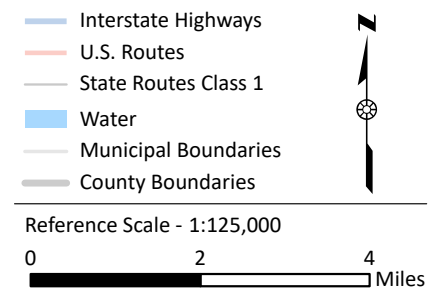 Interstate Highways
N
U.S. Routes
State Routes Class 1
Water
Municipal Boundaries
County Boundaries
Reference Scale - 1:125,000
0 2 4
Miles